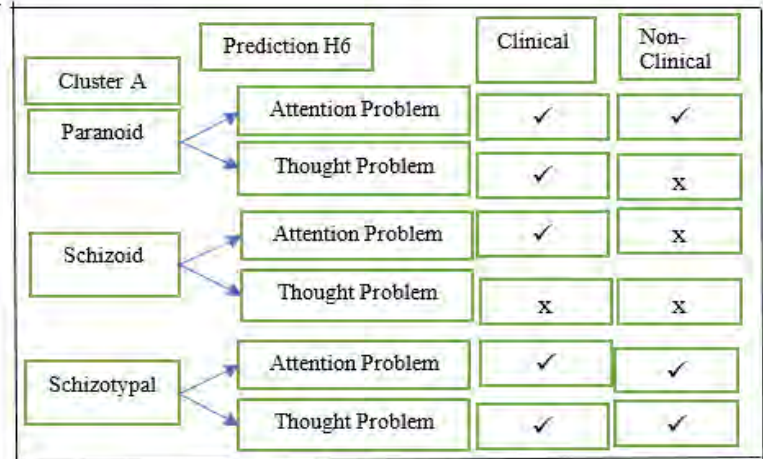 Prediction H6 Clinical Non-
Clinical
Cluster A
Paranoid Attention Problem ✓ ✓
Thought Problem ✓ x
Schizoid Attention Problem ✓ x
Thought Problem x x
Schizotypal Attention Problem ✓ ✓
Thought Problem ✓ ✓